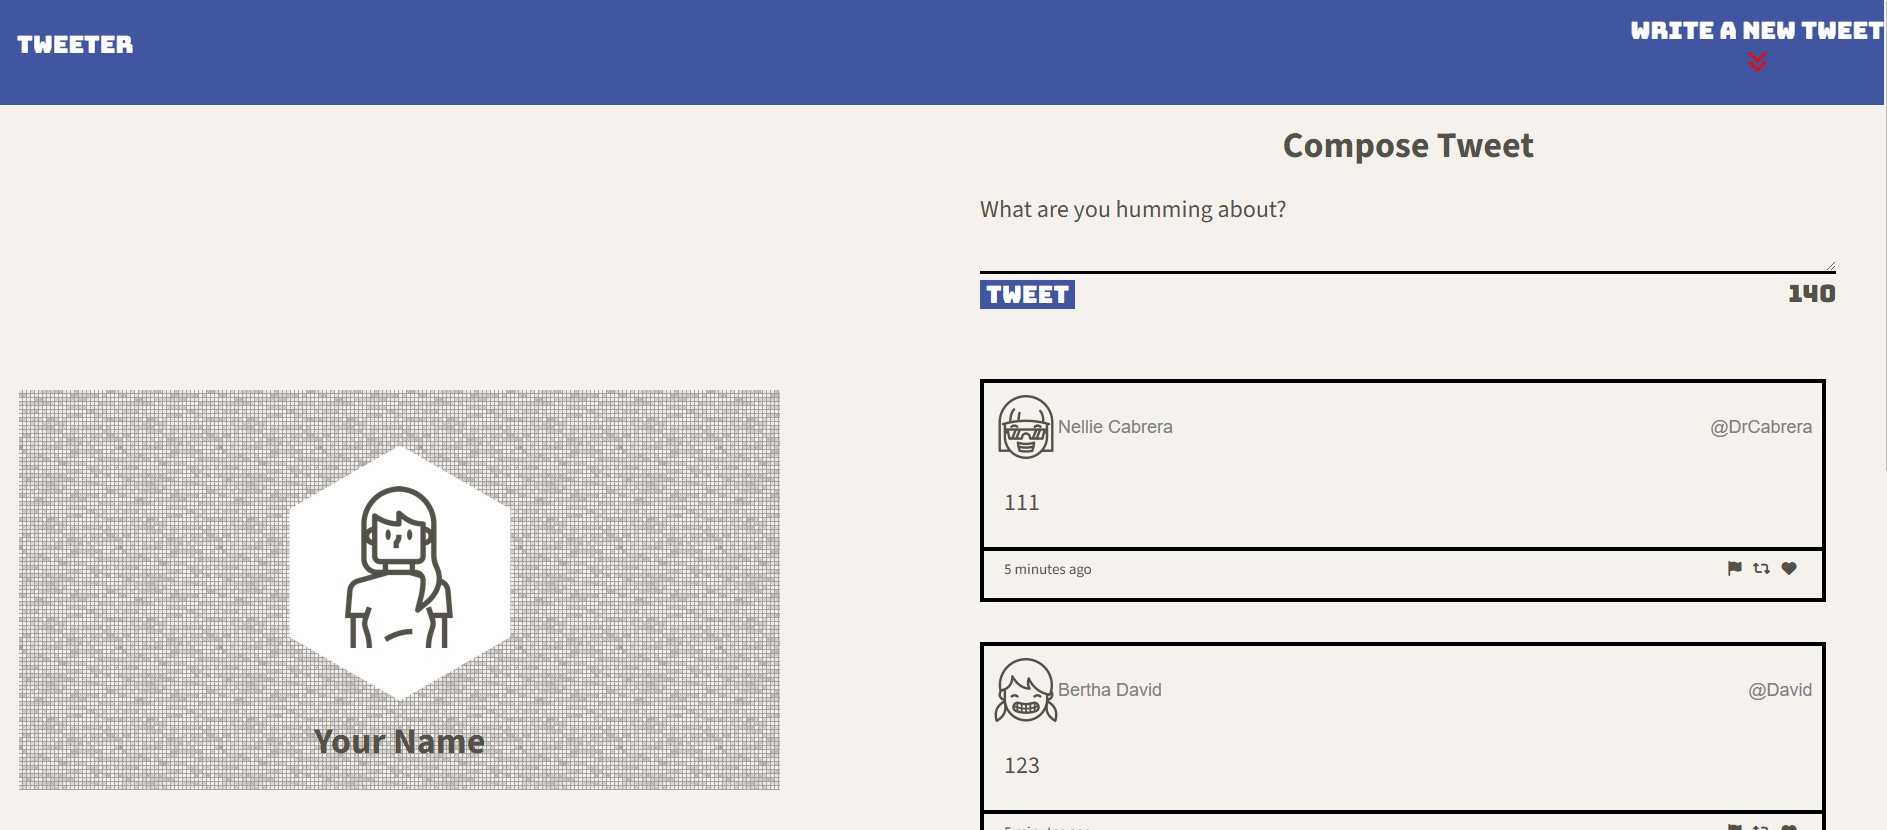 TWEETER
WRITE A NEW TWEET
Compose Tweet
What are you humming about?
TWEET
140
Nellie Cabrera
@DrCabrera
111
5 minutes ago
Bertha David
@David
123
Your Name